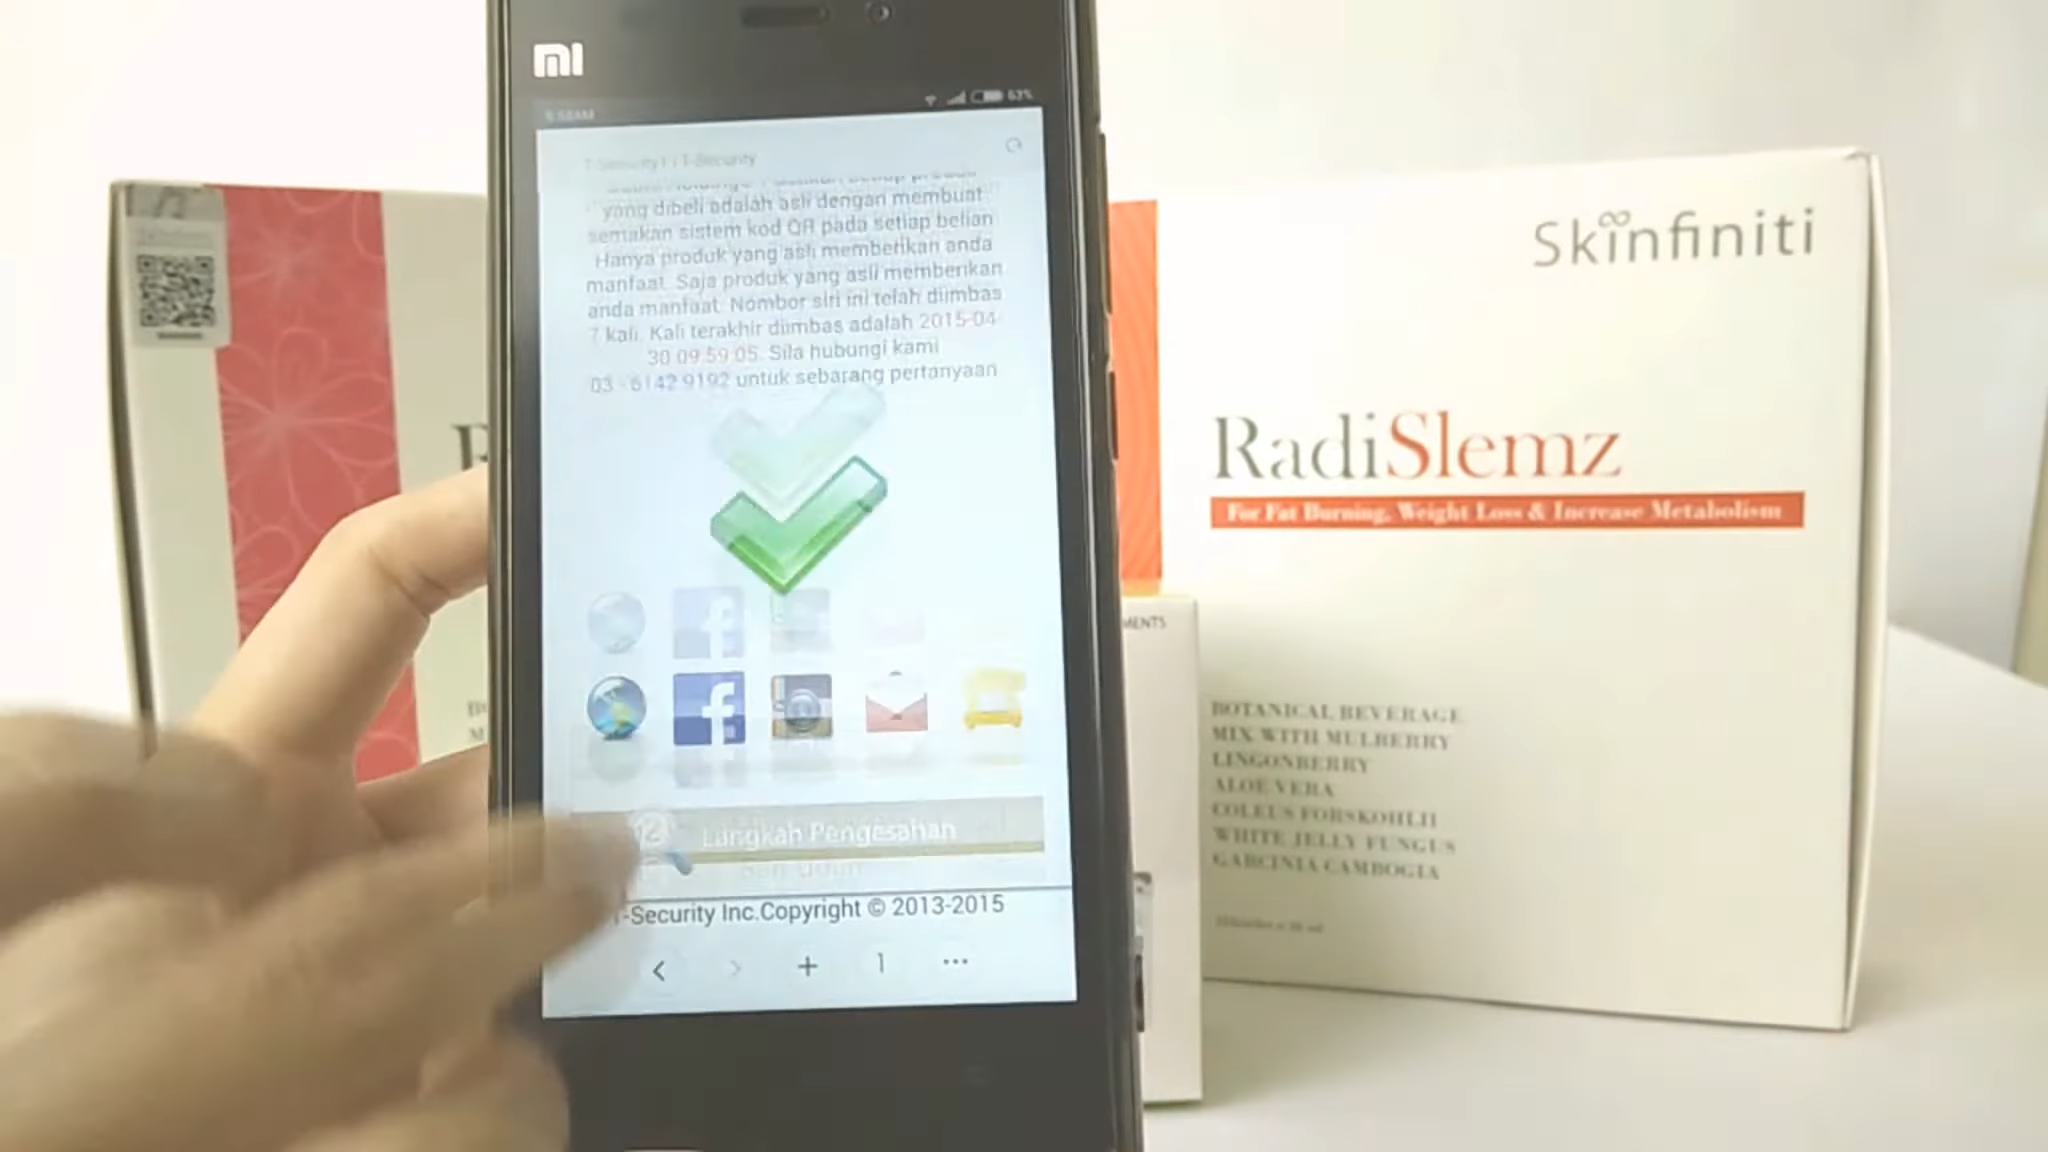 mi
63%
T-Security
yang dibeli adalah asli dengan membuat
semakan sistem kod QR pada setiap belian
Hanya produk yang asli memberikan anda
manfaat. Saja produk yang asli memberikan
anda manfaat. Nombor siri ini telah diimbas
7 kali. Kali terakhir diimbas adalah 2015-04-
30 09:59:05. Sila hubungi kami
03 - 6142 9192 untuk sebarang pertanyaan
Langkah Pengesahan
T-Security Inc.Copyright © 2013-2015
1
Skinfiniti
RadiSlemz
For Fat Burning, Weight Loss & Increase Metabolism
MENTS
BOTANICAL BEVERAGE
MIX WITH MULBERRY
LINGONBERRY
ALOE VERA
COLEUS FORSKOHLII
WHITE JELLY FUNGUS
GARCINIA CAMBOGIA